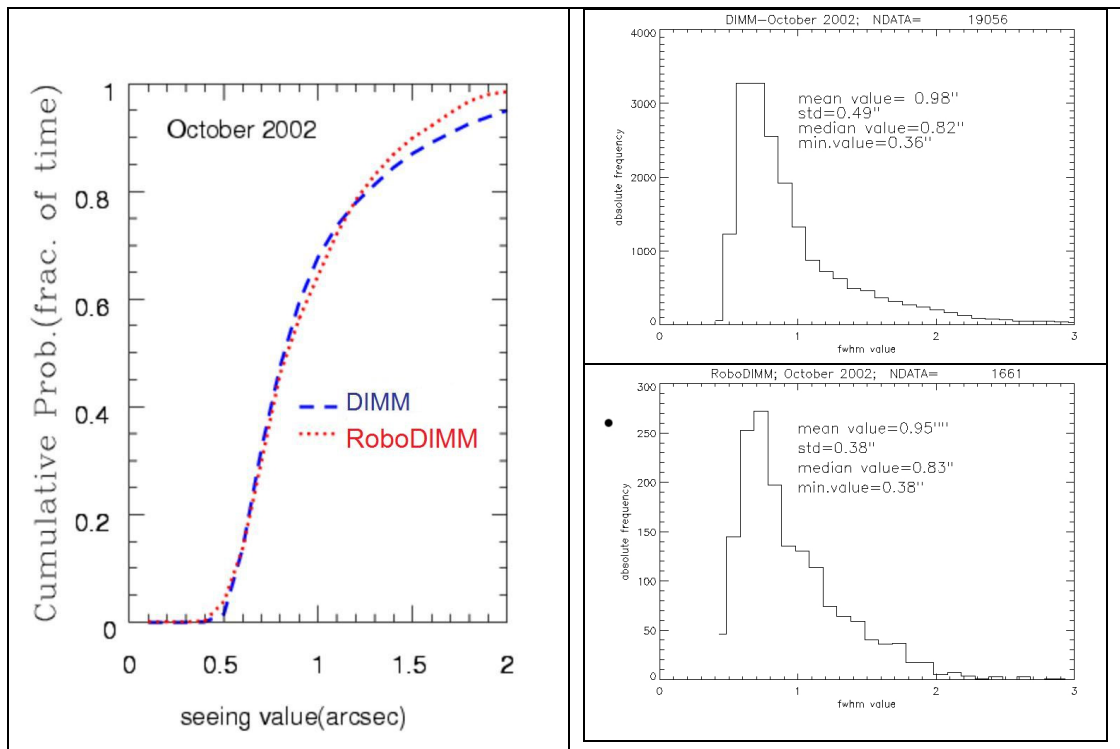 Cumulative Prob.(frac. of time)
1
0.8
0.6
0.4
0.2
0
October 2002
DIMM
RoboDIMM
0 0.5 1 1.5 2
seeing value(arcsec)
DIMM-October 2002; NDATA= 19056
absolute frequency
4000
3000
2000
1000
0
mean value= 0.98"
std=0.49"
median value=0.82"
min.value=0.36"
0 1 2 3
fwhm value
RoboDIMM; October 2002; NDATA= 1661
absolute frequency
300
250
200
150
100
50
0
mean value=0.95""
std=0.38"
median value=0.83"
min.value=0.38"
0 1 2 3
fwhm value